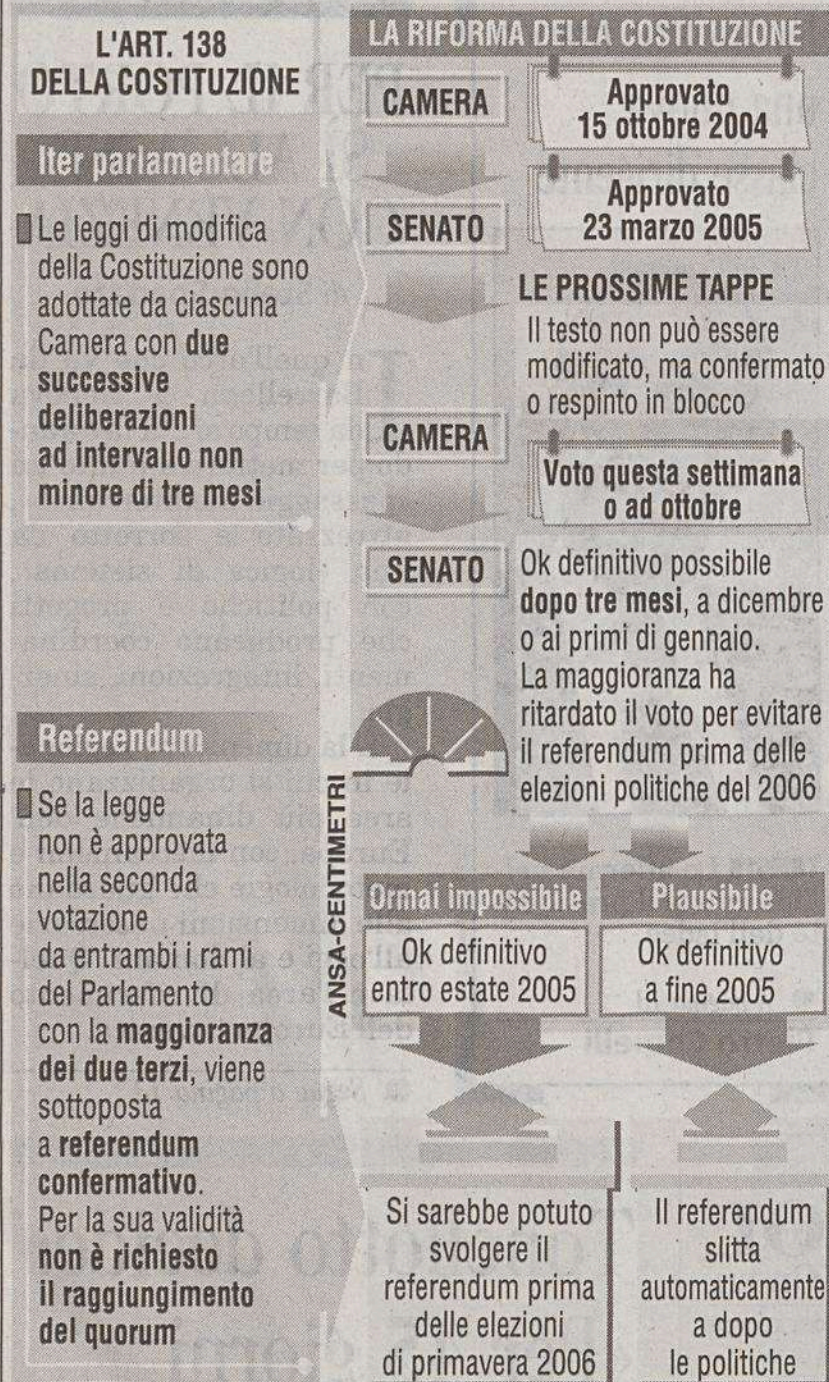 L'ART. 138
DELLA COSTITUZIONE
Iter parlamentare
Le leggi di modifica
della Costituzione sono
adottate da ciascuna
Camera con due
successive
deliberazioni
ad intervallo non
minore di tre mesi
Referendum
Se la legge
non è approvata
nella seconda
votazione
da entrambi i rami
del Parlamento
con la maggioranza
dei due terzi, viene
sottoposta
a referendum
confermativo.
Per la sua validità
non è richiesto
il raggiungimento
del quorum
LA RIFORMA DELLA COSTITUZIONE
CAMERA
Approvato
15 ottobre 2004
SENATO
Approvato
23 marzo 2005
LE PROSSIME TAPPE
Il testo non può essere
modificato, ma confermato
o respinto in blocco
CAMERA
Voto questa settimana
o ad ottobre
SENATO
Ok definitivo possibile
dopo tre mesi, a dicembre
o ai primi di gennaio.
La maggioranza ha
ritardato il voto per evitare
il referendum prima delle
elezioni politiche del 2006
ANSA-CENTIMETRI
Ormai impossibile
Ok definitivo
entro estate 2005
Si sarebbe potuto
svolgere il
referendum prima
delle elezioni
di primavera 2006
Plausibile
Ok definitivo
a fine 2005
Il referendum
slitta
automaticamente
a dopo
le politiche